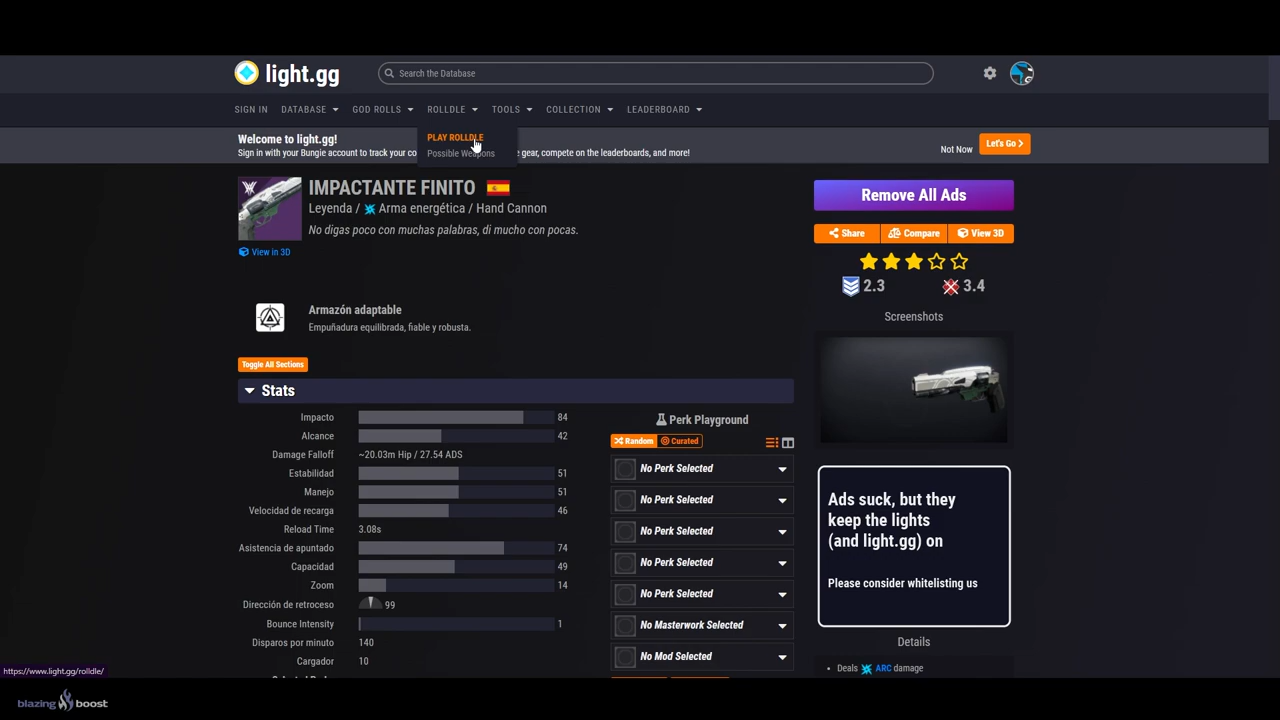 light.gg
Search the Database
SIGN IN DATABASE GOD ROLLS ROLLDLE TOOLS COLLECTION LEADERBOARD
Welcome to light.gg!
PLAY ROLLDLE
Sign in with your Bungie account to track your co
Possible Weapons
e gear, compete on the leaderboards, and more!
Not Now
Let's Go
IMPACTANTE FINITO
Leyenda / Arma energética / Hand Cannon
No digas poco con muchas palabras, di mucho con pocas.
View in 3D
Armazón adaptable
Empuñadura equilibrada, fiable y robusta.
Toggle All Sections
Stats
Impacto 84
Alcance 42
Damage Falloff ~20.03m Hip / 27.54 ADS
Estabilidad 51
Manejo 51
Velocidad de recarga 46
Reload Time 3.08s
Asistencia de apuntado 74
Capacidad 49
Zoom 14
Dirección de retroceso 99
Bounce Intensity 1
Disparos por minuto 140
Cargador 10
Perk Playground
Random Curated
No Perk Selected
No Perk Selected
No Perk Selected
No Perk Selected
No Perk Selected
No Masterwork Selected
No Mod Selected
Remove All Ads
Share Compare View 3D
2.3 3.4
Screenshots
Ads suck, but they
keep the lights
(and light.gg) on
Please consider whitelisting us
Details
• Deals ARC damage
https://www.light.gg/rolldle/
blazing boost